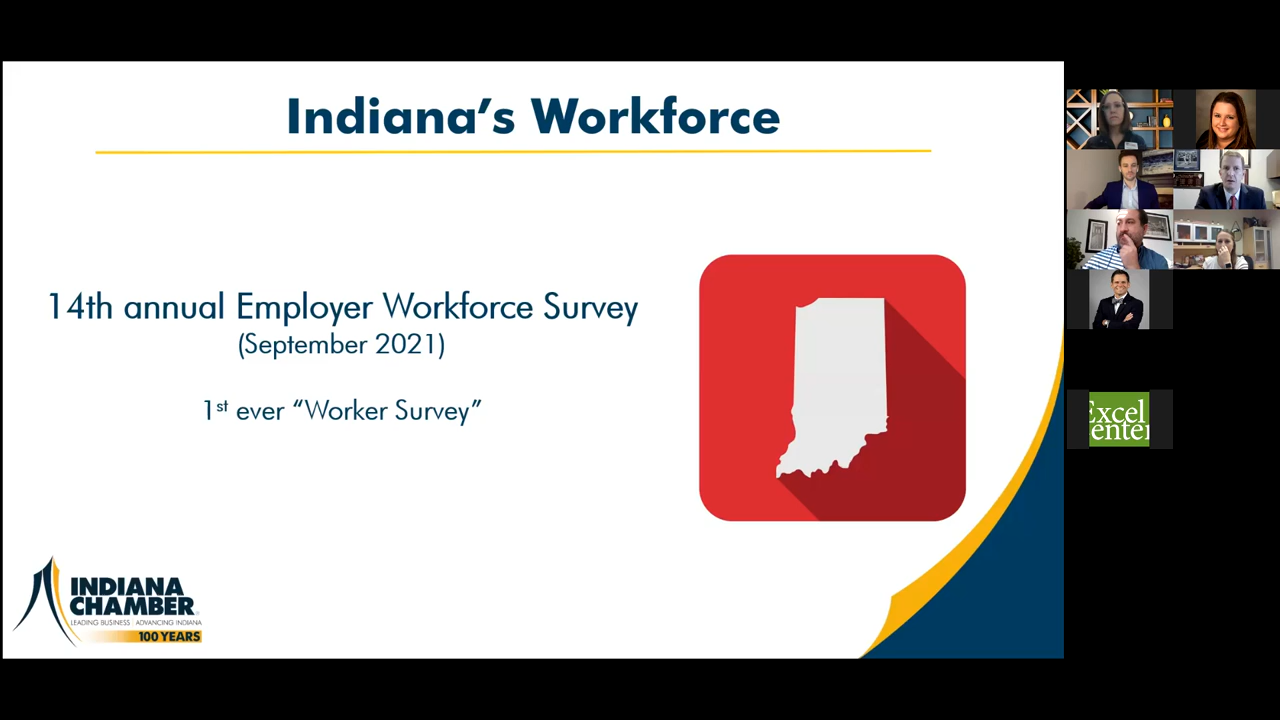 Indiana's Workforce
14th annual Employer Workforce Survey
(September 2021)
1st ever “Worker Survey”
INDIANA
CHAMBER
LEADING BUSINESS | ADVANCING INDIANA
100 YEARS
Excel
Center